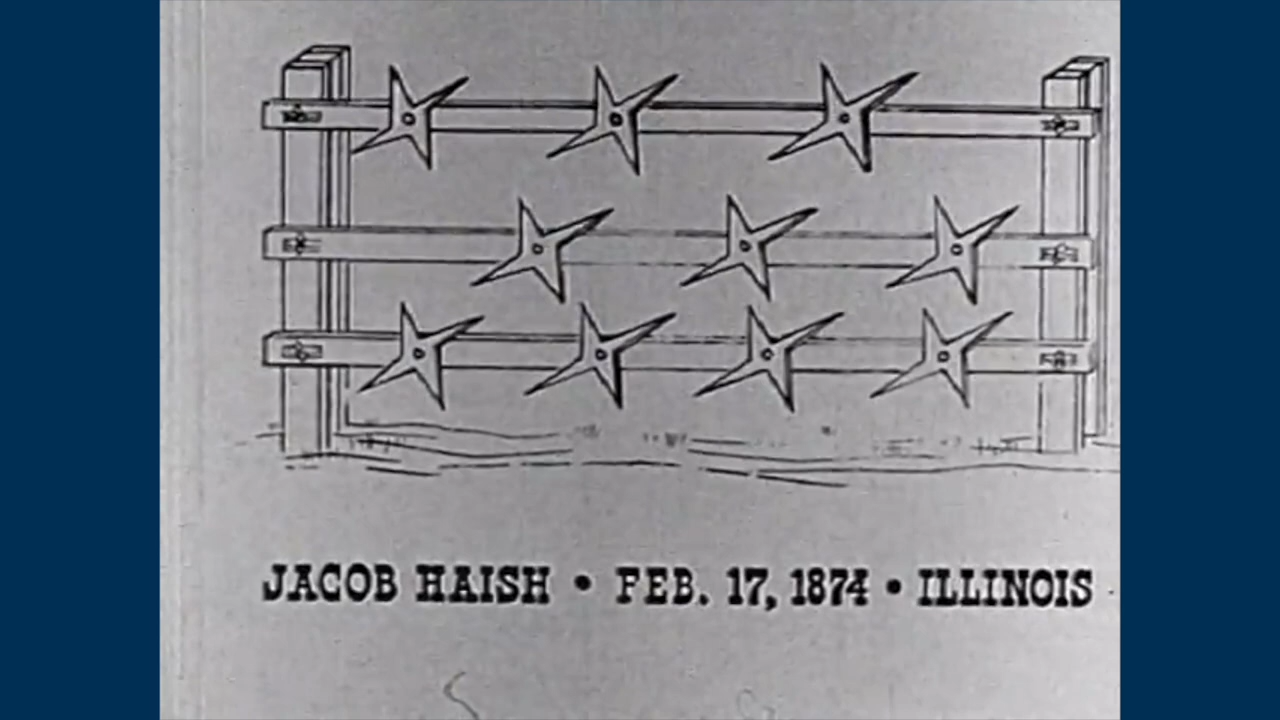 JACOB HAISH • FEB. 17, 1874 • ILLINOIS